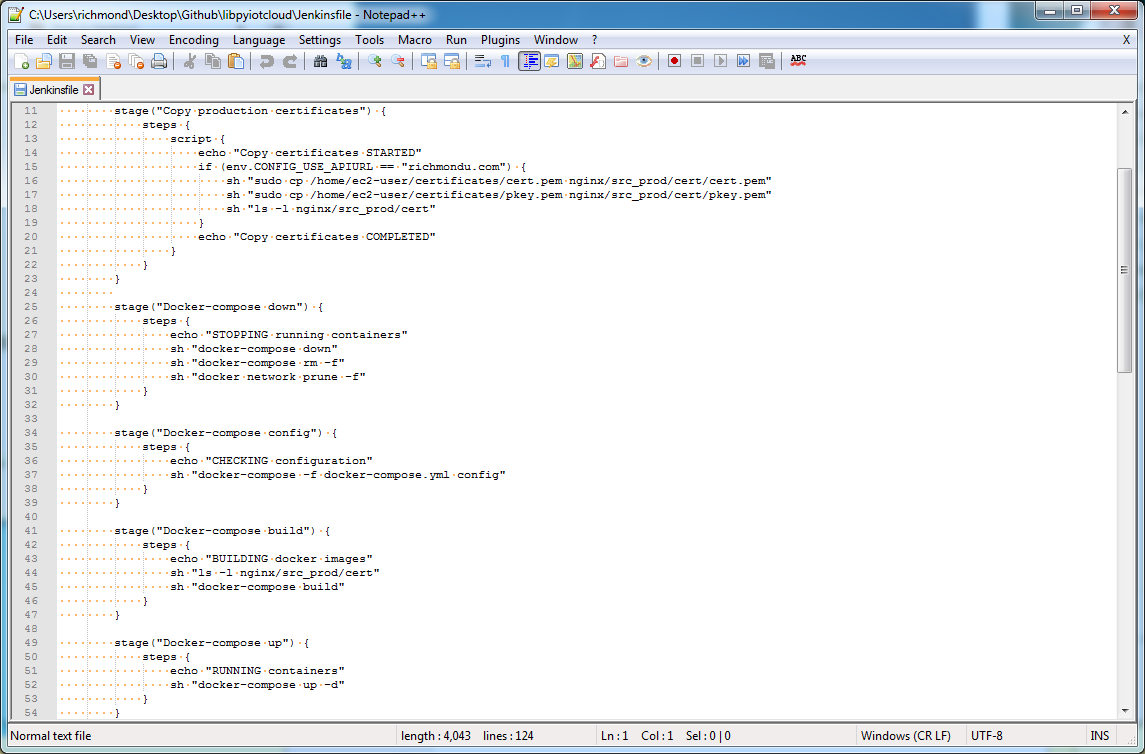 C:\Users\richmond\Desktop\Github\libpyiotcloud\Jenkinsfile - Notepad++
File Edit Search View Encoding Language Settings Tools Macro Run Plugins Window ? X
ABC
Jenkinsfile
11 stage("Copy production certificates") {
12 steps {
13 script {
14 echo "Copy certificates STARTED"
15 if (env.CONFIG_USE_APIURL == "richmondu.com") {
16 sh "sudo cp /home/ec2-user/certificates/cert.pem nginx/src_prod/cert/cert.pem"
17 sh "sudo cp /home/ec2-user/certificates/pkey.pem nginx/src_prod/cert/pkey.pem"
18 sh "ls -l nginx/src_prod/cert"
19 }
20 echo "Copy certificates COMPLETED"
21 }
22 }
23 }
24
25 stage("Docker-compose down") {
26 steps {
27 echo "STOPPING running containers"
28 sh "docker-compose down"
29 sh "docker-compose rm -f"
30 sh "docker network prune -f"
31 }
32 }
33
34 stage("Docker-compose config") {
35 steps {
36 echo "CHECKING configuration"
37 sh "docker-compose -f docker-compose.yml config"
38 }
39 }
40
41 stage("Docker-compose build") {
42 steps {
43 echo "BUILDING docker images"
44 sh "ls -l nginx/src_prod/cert"
45 sh "docker-compose build"
46 }
47 }
48
49 stage("Docker-compose up") {
50 steps {
51 echo "RUNNING containers"
52 sh "docker-compose up -d"
53 }
54 }
Normal text file length : 4,043 lines : 124 Ln : 1 Col : 1 Sel : 0 | 0 Windows (CR LF) UTF-8 INS